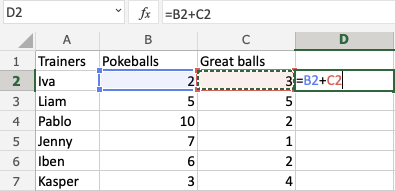 D2 fx =B2+C2
A B C D
1 Trainers Pokeballs Great balls
2 Iva 2 3 =B2+C2
3 Liam 5 5
4 Pablo 10 2
5 Jenny 7 1
6 Iben 6 2
7 Kasper 3 4